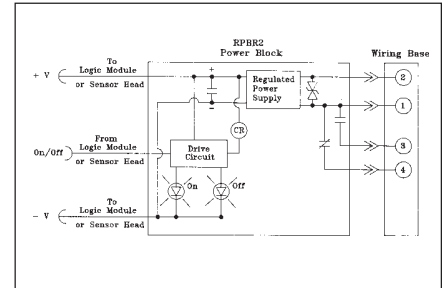 RPBR2
Power Block
Wiring Base
To
+ V
Logic Module
or Sensor Head
+
Regulated
Power
Supply
2
1
CR
From
On/Off
Logic Module
or Sensor Head
Drive
Circuit
3
4
On
Off
To
- V
Logic Module
or Sensor Head